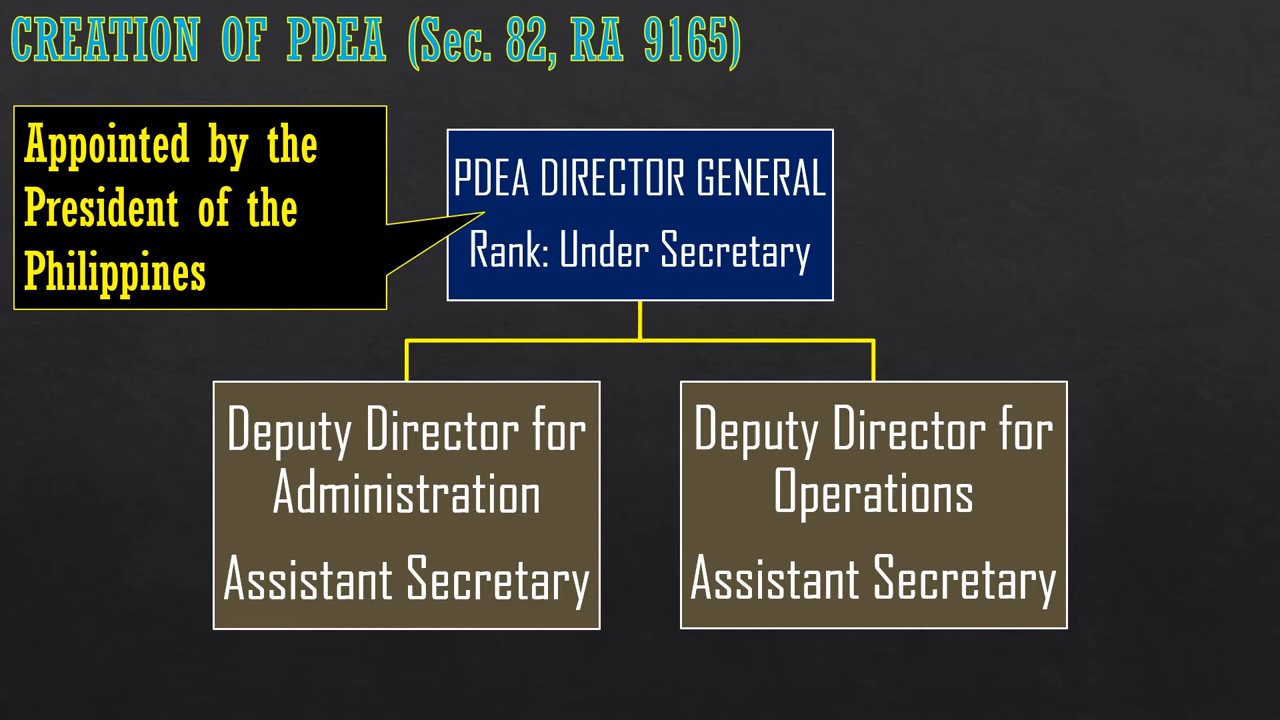 CREATION OF PDEA (Sec. 82, RA 9165)
Appointed by the
President of the
Philippines
PDEA DIRECTOR GENERAL
Rank: Under Secretary
Deputy Director for
Administration
Assistant Secretary
Deputy Director for
Operations
Assistant Secretary